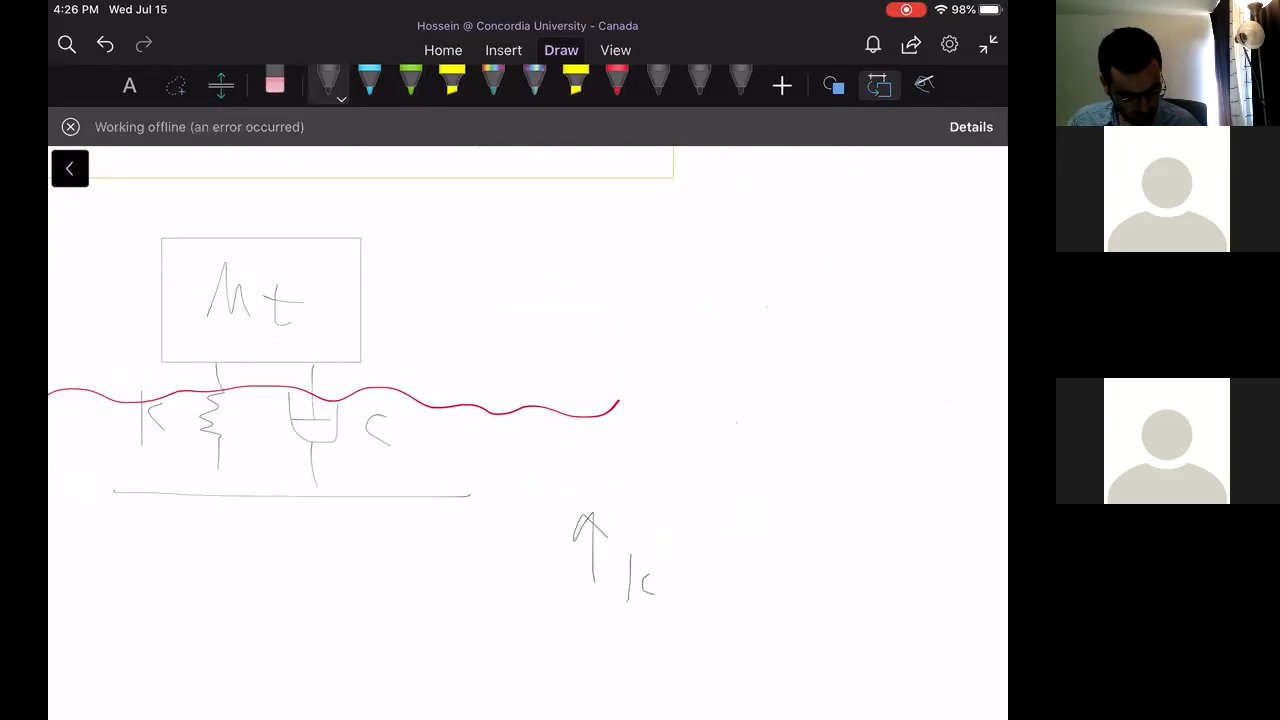 4:26 PM Wed Jul 15
98%
Hossein @ Concordia University - Canada
Home Insert Draw View
A
Working offline (an error occurred)
Details
Mt
K
C
K